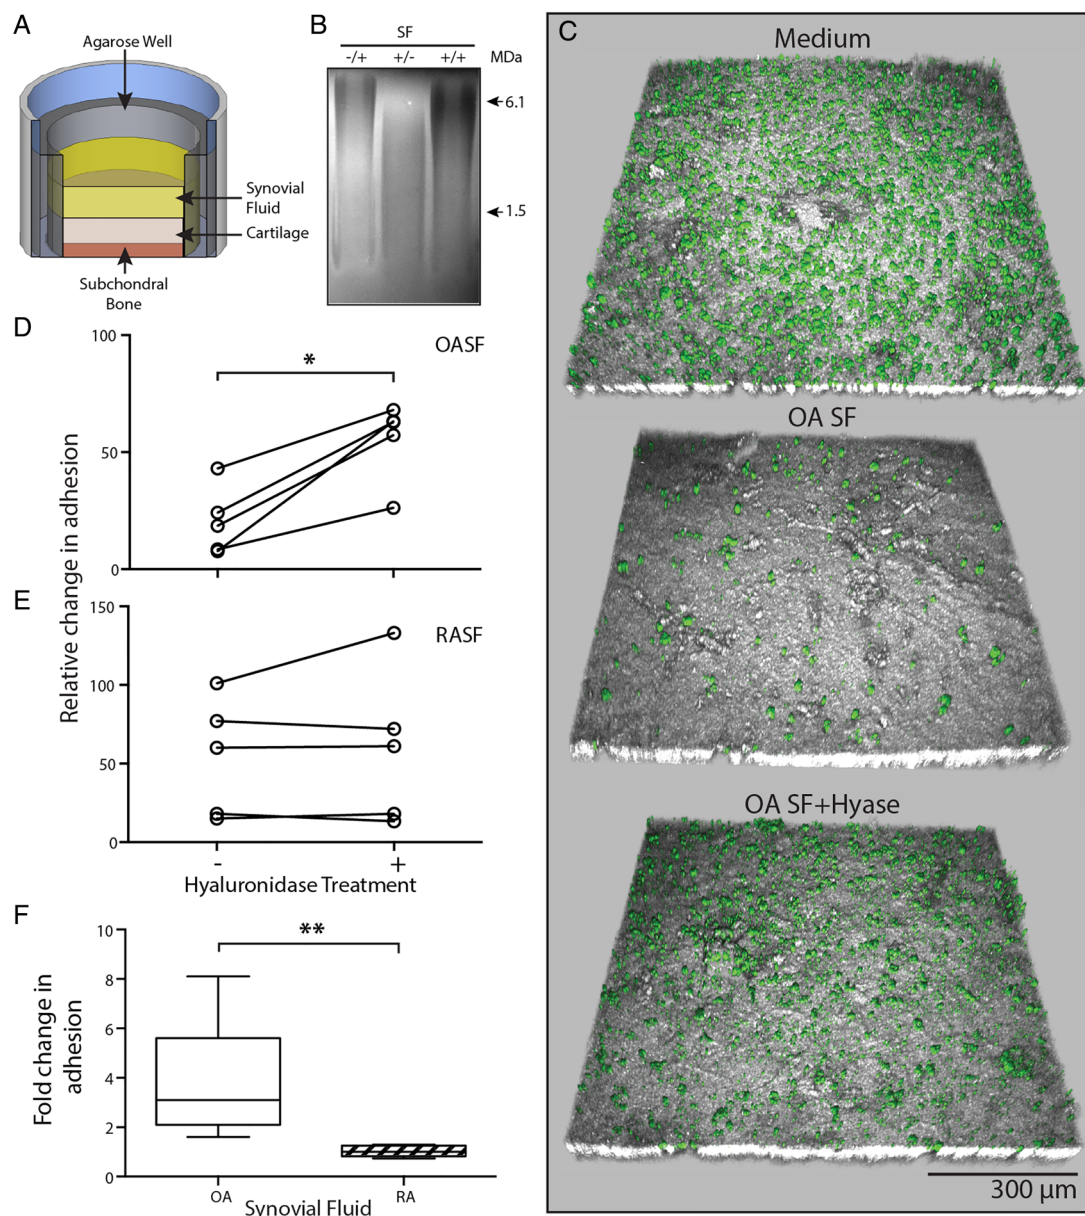 A
Agarose Well
Synovial
Fluid
Cartilage
Subchondral
Bone
B
SF
-/+ +/- +/+ MDa
6.1
1.5
C
Medium
OA SF
OA SF+Hyase
300 µm
D
OASF
*
100
50
0
Relative change in adhesion
E
RASF
150
100
50
0
- +
Hyaluronidase Treatment
F
**
10
8
6
4
2
0
Fold change in
adhesion
OA RA
Synovial Fluid